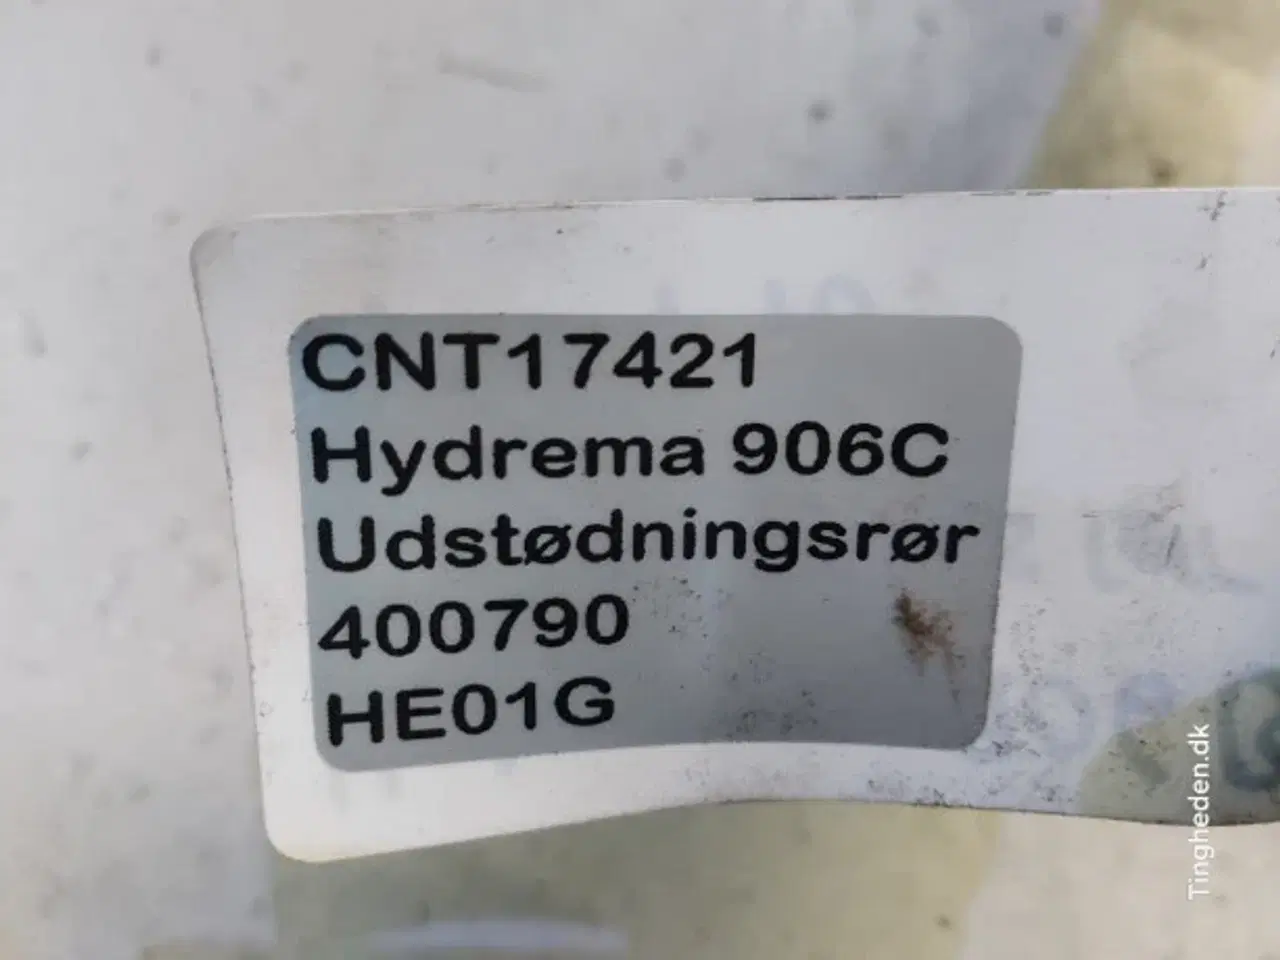 CNT17421
Hydrema 906C
Udstødningsrør
400790
HE01G
Tingheden.dk